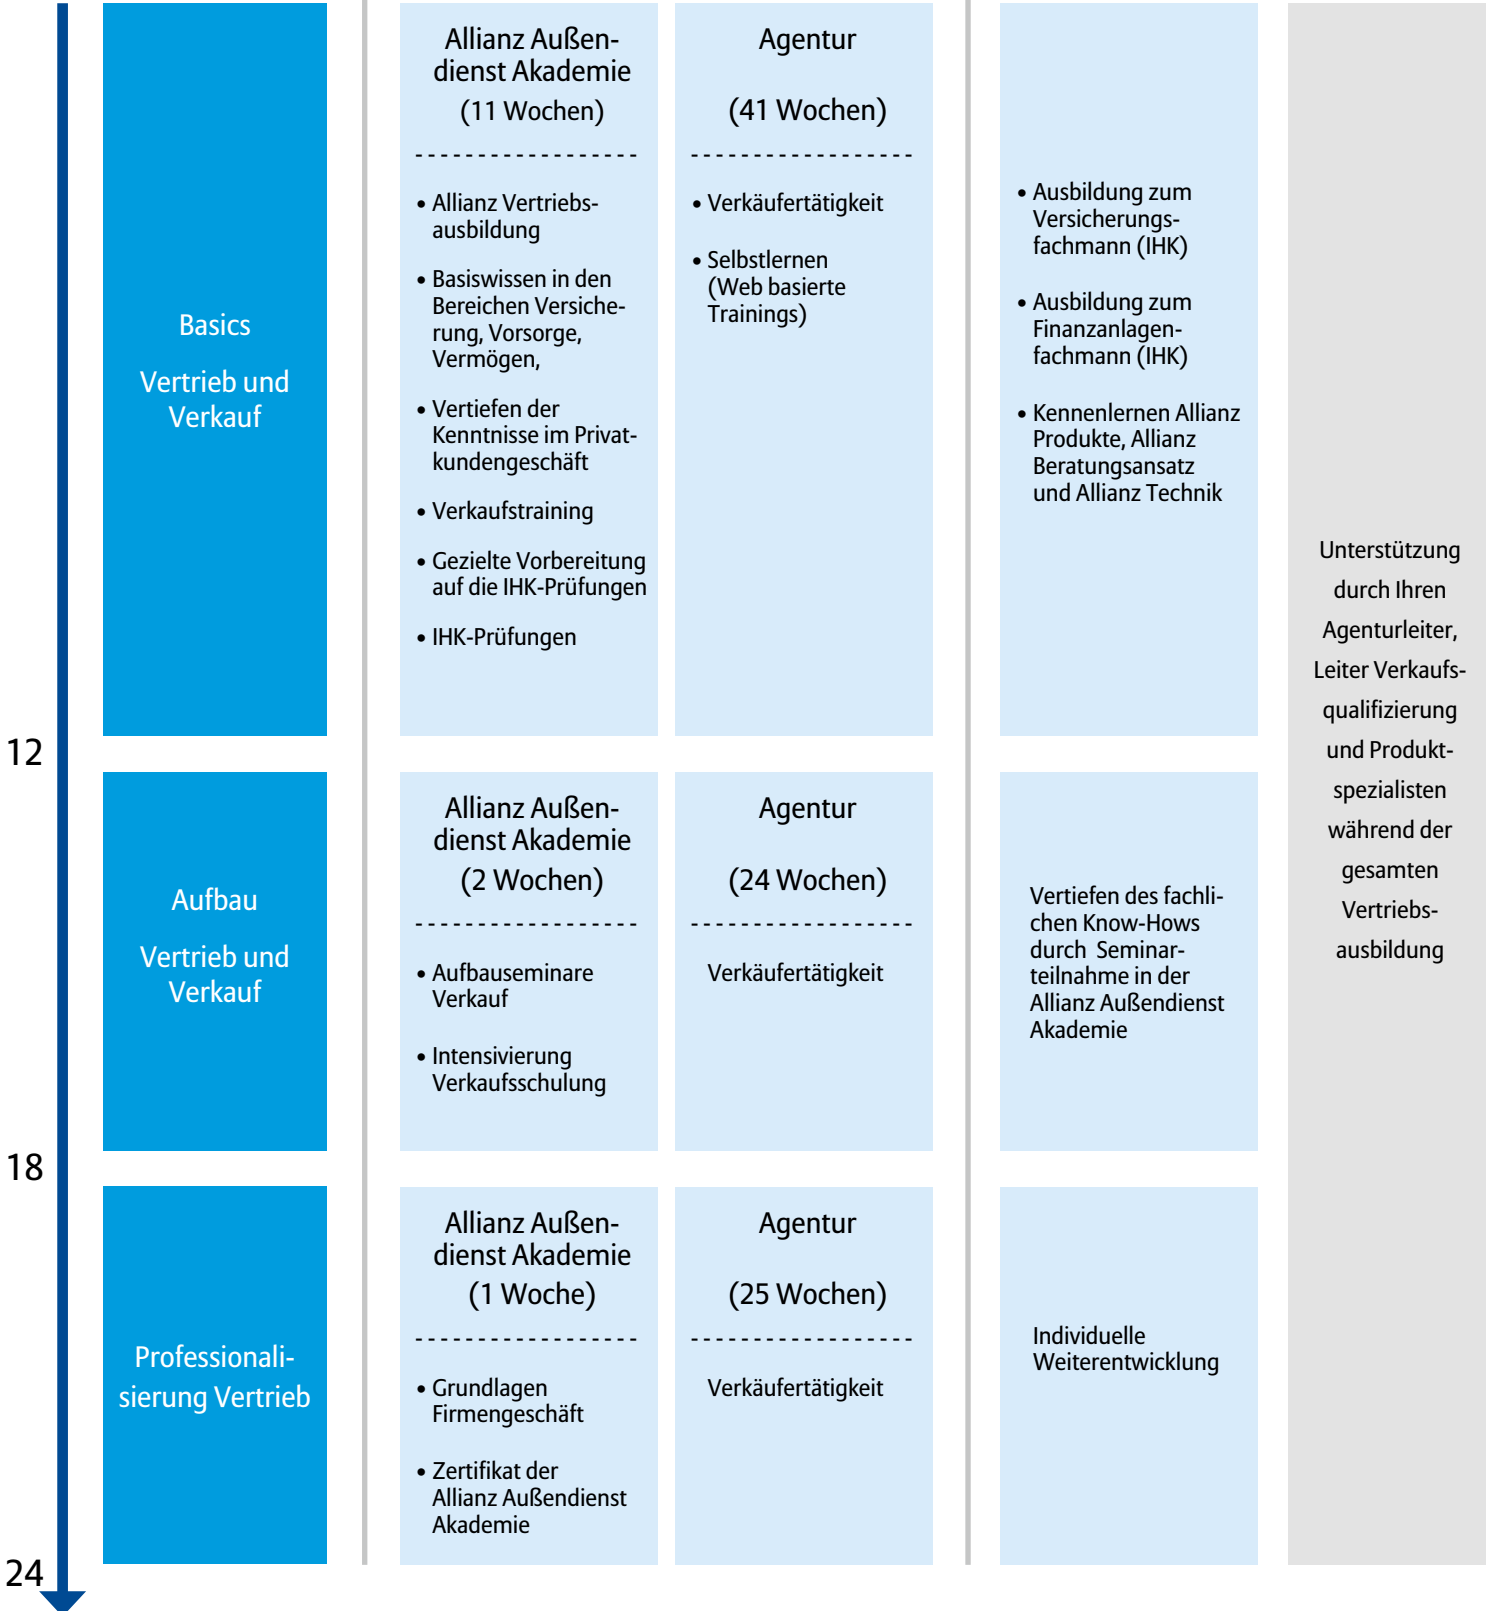 Basics
Vertrieb und
Verkauf
Allianz Außen-
dienst Akademie
(11 Wochen)
- - - - - - - - - - - - - - - - - -
• Allianz Vertriebs-
ausbildung
• Basiswissen in den
Bereichen Versiche-
rung, Vorsorge,
Vermögen,
• Vertiefen der
Kenntnisse im Privat-
kundengeschäft
• Verkaufstraining
• Gezielte Vorbereitung
auf die IHK-Prüfungen
• IHK-Prüfungen
Agentur
(41 Wochen)
- - - - - - - - - - - - - - - - - -
• Verkäufertätigkeit
• Selbstlernen
(Web basierte
Trainings)
• Ausbildung zum
Versicherungs-
fachmann (IHK)
• Ausbildung zum
Finanzanlagen-
fachmann (IHK)
• Kennenlernen Allianz
Produkte, Allianz
Beratungsansatz
und Allianz Technik
12
Aufbau
Vertrieb und
Verkauf
Allianz Außen-
dienst Akademie
(2 Wochen)
- - - - - - - - - - - - - - - - - -
• Aufbauseminare
Verkauf
• Intensivierung
Verkaufsschulung
Agentur
(24 Wochen)
- - - - - - - - - - - - - - - - - -
Verkäufertätigkeit
Vertiefen des fachli-
chen Know-Hows
durch  Seminar-
teilnahme in der
Allianz Außendienst
Akademie
18
Professionali-
sierung Vertrieb
Allianz Außen-
dienst Akademie
(1 Woche)
- - - - - - - - - - - - - - - - - -
• Grundlagen
Firmengeschäft
• Zertifikat der
Allianz Außendienst
Akademie
Agentur
(25 Wochen)
- - - - - - - - - - - - - - - - - -
Verkäufertätigkeit
Individuelle
Weiterentwicklung
24
Unterstützung
durch Ihren
Agenturleiter,
Leiter Verkaufs-
qualifizierung
und Produkt-
spezialisten
während der
gesamten
Vertriebs-
ausbildung